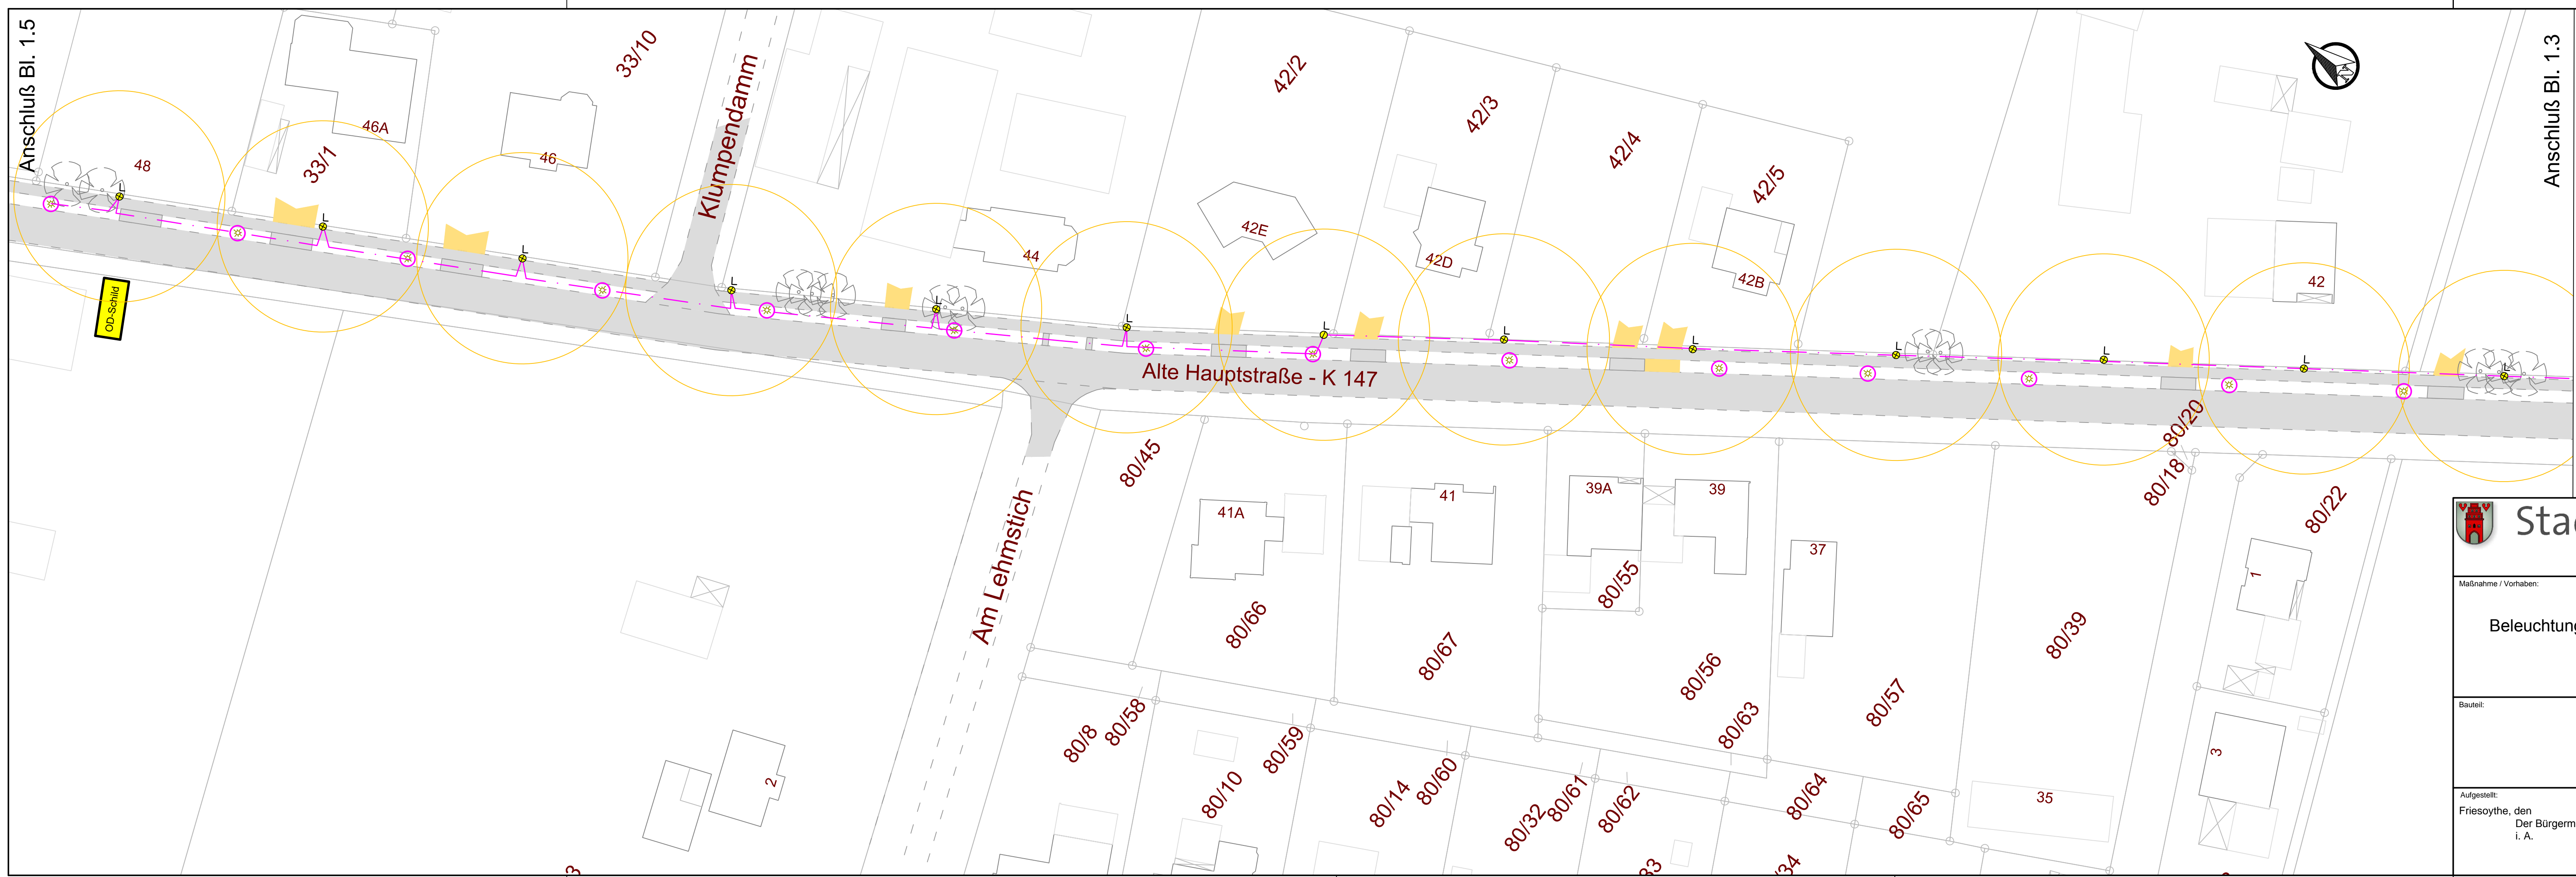 Anschluß Bl. 1.5
Anschluß Bl. 1.3
33/10
Klumpendamm
42/2
42/3
42/4
42/5
46A
46
48
33/1
44
42E
42D
42B
42
L
L
L
L
L
L
L
L
L
L
L
L
L
OD-Schild
Alte Hauptstraße - K 147
Am Lehmstich
80/45
80/20
80/18
80/22
41A
41
39A
39
37
1
80/55
80/66
80/67
80/56
80/39
80/57
80/63
80/58
80/8
80/59
80/10
80/60
80/14
80/61
80/32
80/62
80/64
80/65
35
3
2
Sta
Maßnahme / Vorhaben:
Beleuchtung
Bauteil:
Aufgestellt:
Friesoythe, den
Der Bürgerm
i. A.